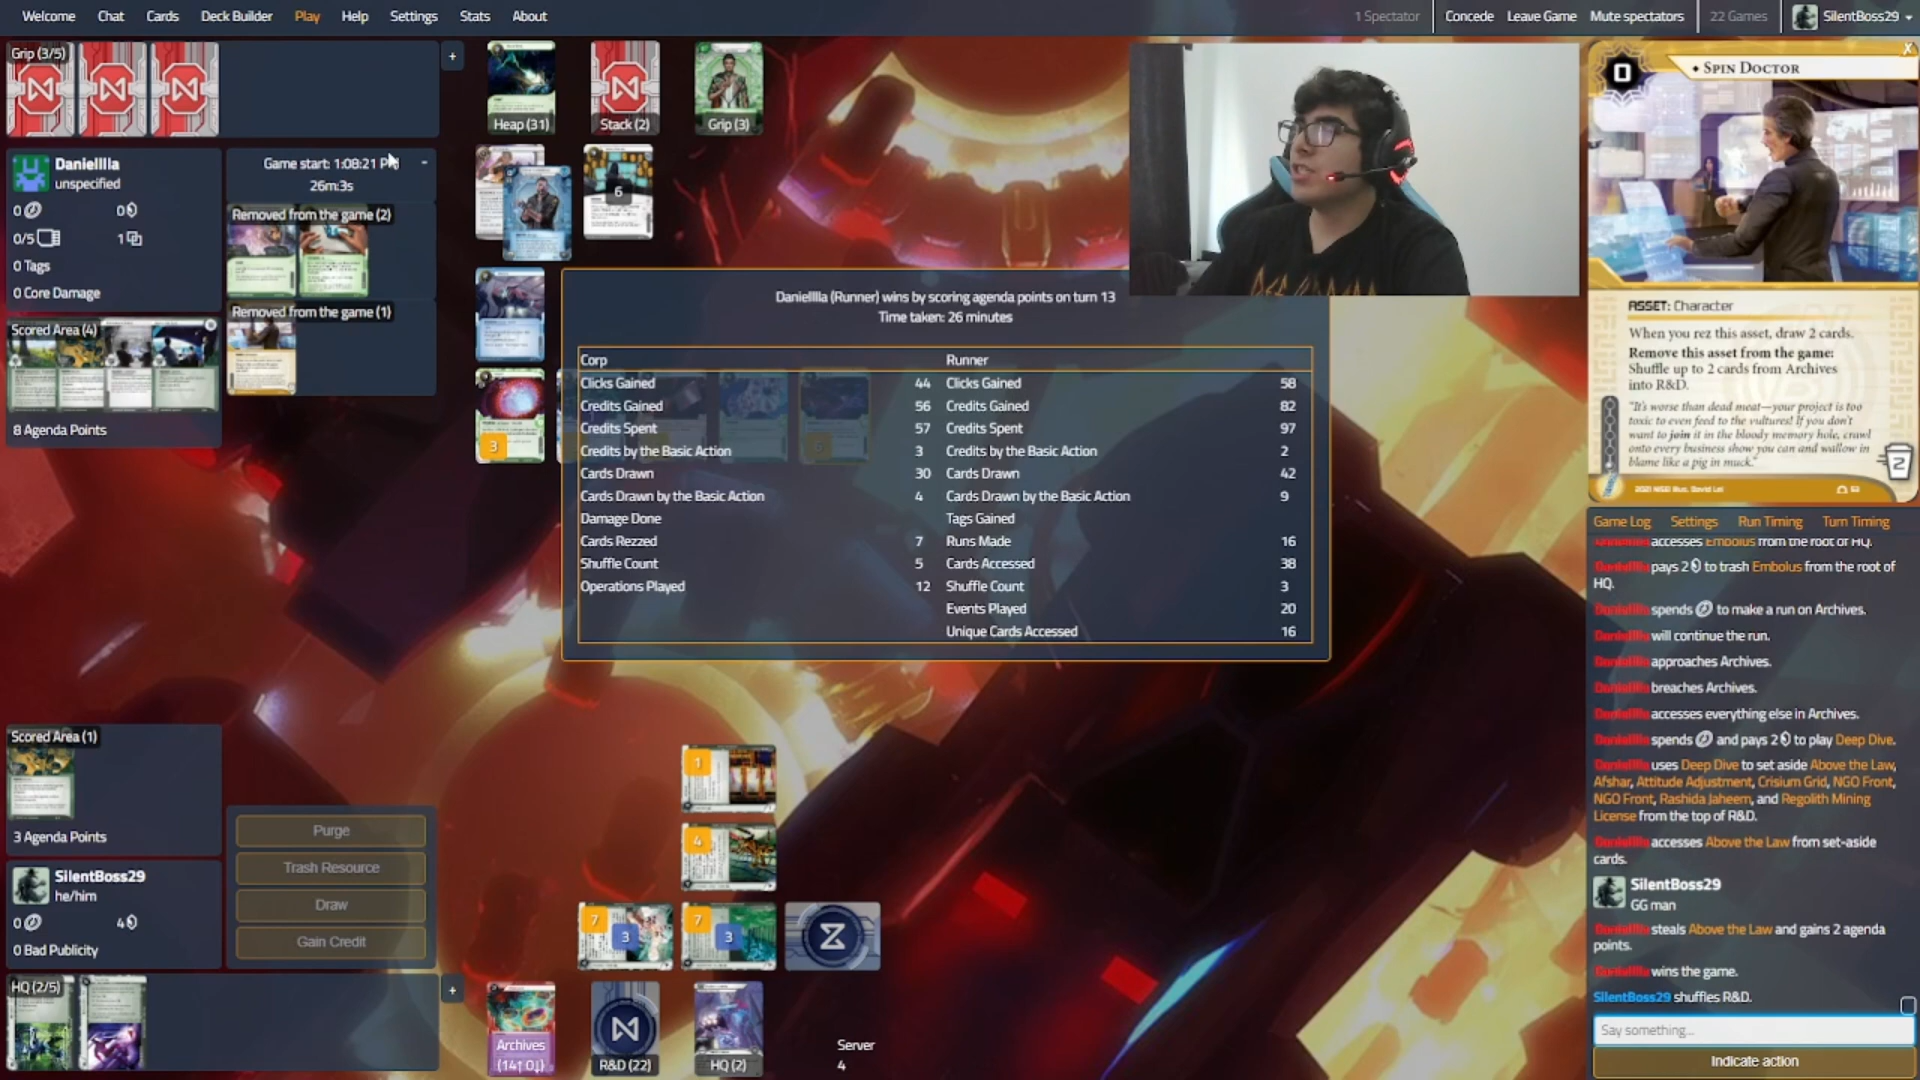 Welcome
Chat
Cards
Deck Builder
Play
Help
Settings
Stats
About
1 Spectator
Concede
Leave Game
Mute spectators
22 Games
SilentBoss29
Grip (3/5)
+
Heap (31)
Stack (2)
Grip (3)
Game start: 1:08:21
26m:3s
-
unspecified
0
0
0/5
1
0 Tags
0 Core Damage
Removed from the game (2)
Removed from the game (1)
Scored Area (4)
8 Agenda Points
6
3
(Runner) wins by scoring agenda points on turn 13
Time taken: 26 minutes
Corp
Runner
Clicks Gained 44 Clicks Gained 58
Credits Gained 56 Credits Gained 82
Credits Spent 57 Credits Spent 97
Credits by the Basic Action 3 Credits by the Basic Action 2
Cards Drawn 30 Cards Drawn 42
Cards Drawn by the Basic Action 4 Cards Drawn by the Basic Action 9
Damage Done Tags Gained
Cards Rezzed 7 Runs Made 16
Shuffle Count 5 Cards Accessed 38
Operations Played 12 Shuffle Count 3
Events Played 20
Unique Cards Accessed 16
Scored Area (1)
3 Agenda Points
SilentBoss29
he/him
0
4
0 Bad Publicity
Purge
Trash Resource
Draw
Gain Credit
HQ (2/5)
+
1
4
7
3
7
3
Archives
R&D (22)
HQ (2)
Server
4
X
0
SPIN DOCTOR
ASSET: Character
When you rez this asset, draw 2 cards.
Remove this asset from the game:
Shuffle up to 2 cards from Archives
into R&D.
"It's worse than dead meat—your project is too
toxic to even feed to the vultures! If you don't
want to join it in the bloody memory hole, crawl
onto every business show you can and wallow in
blame like a pig in muck."
2
Game Log
Settings
Run Timing
Turn Timing
accesses Embolus from the root of HQ.
pays 2 to trash Embolus from the root of
HQ.
spends to make a run on Archives.
will continue the run.
approaches Archives.
breaches Archives.
accesses everything else in Archives.
spends and pays 2 to play Deep Dive.
uses Deep Dive to set aside Above the Law,
Afshar, Attitude Adjustment, Crisium Grid, NGO Front,
NGO Front, Rashida Jaheem, and Regolith Mining
License from the top of R&D.
accesses Above the Law from set-aside
cards.
SilentBoss29
GG man
steals Above the Law and gains 2 agenda
points.
wins the game.
SilentBoss29 shuffles R&D.
Say something...
Indicate action